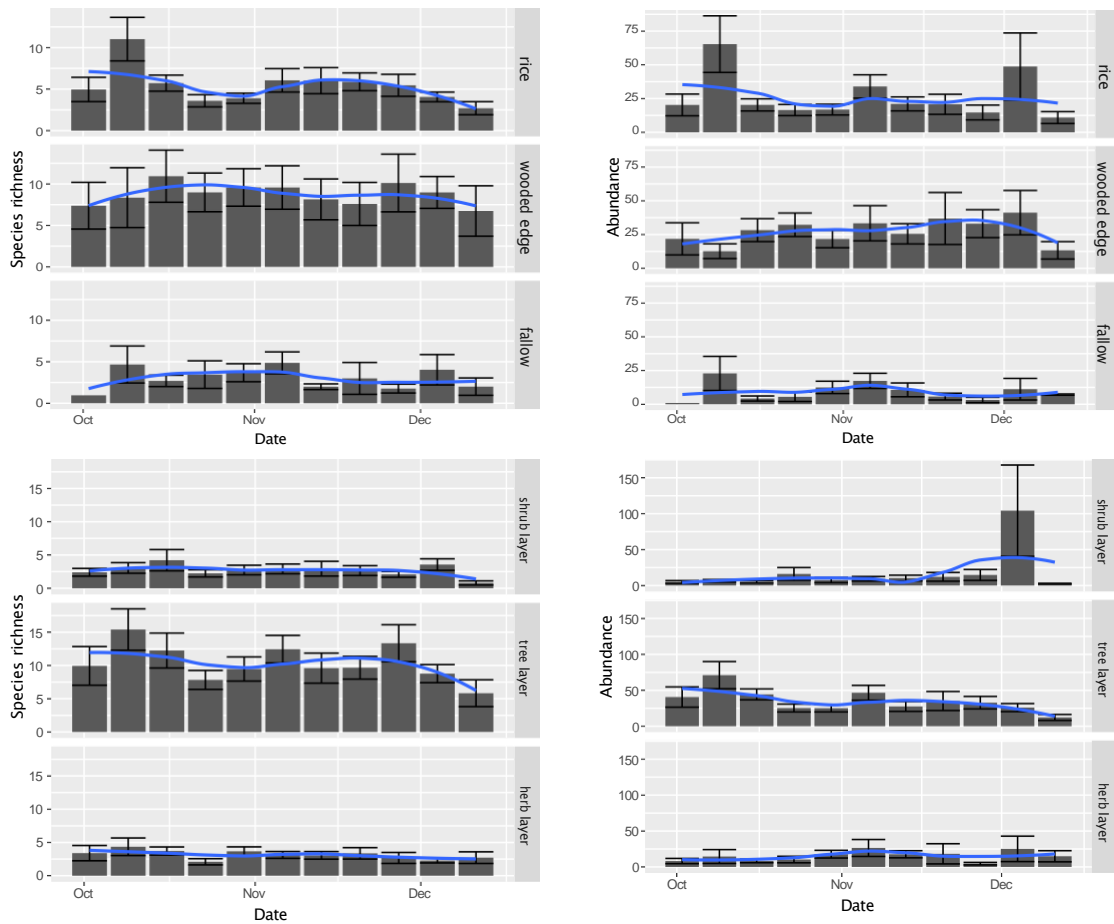 10
5
0
rice
10
5
0
wooded edge
10
5
0
fallow
Species richness
Oct
Nov
Dec
Date
75
50
25
0
rice
75
50
25
0
wooded edge
75
50
25
0
fallow
Abundance
Oct
Nov
Dec
Date
15
10
5
0
shrub layer
15
10
5
0
tree layer
15
10
5
0
herb layer
Species richness
Oct
Nov
Dec
Date
150
100
50
0
shrub layer
150
100
50
0
tree layer
150
100
50
0
herb layer
Abundance
Oct
Nov
Dec
Date